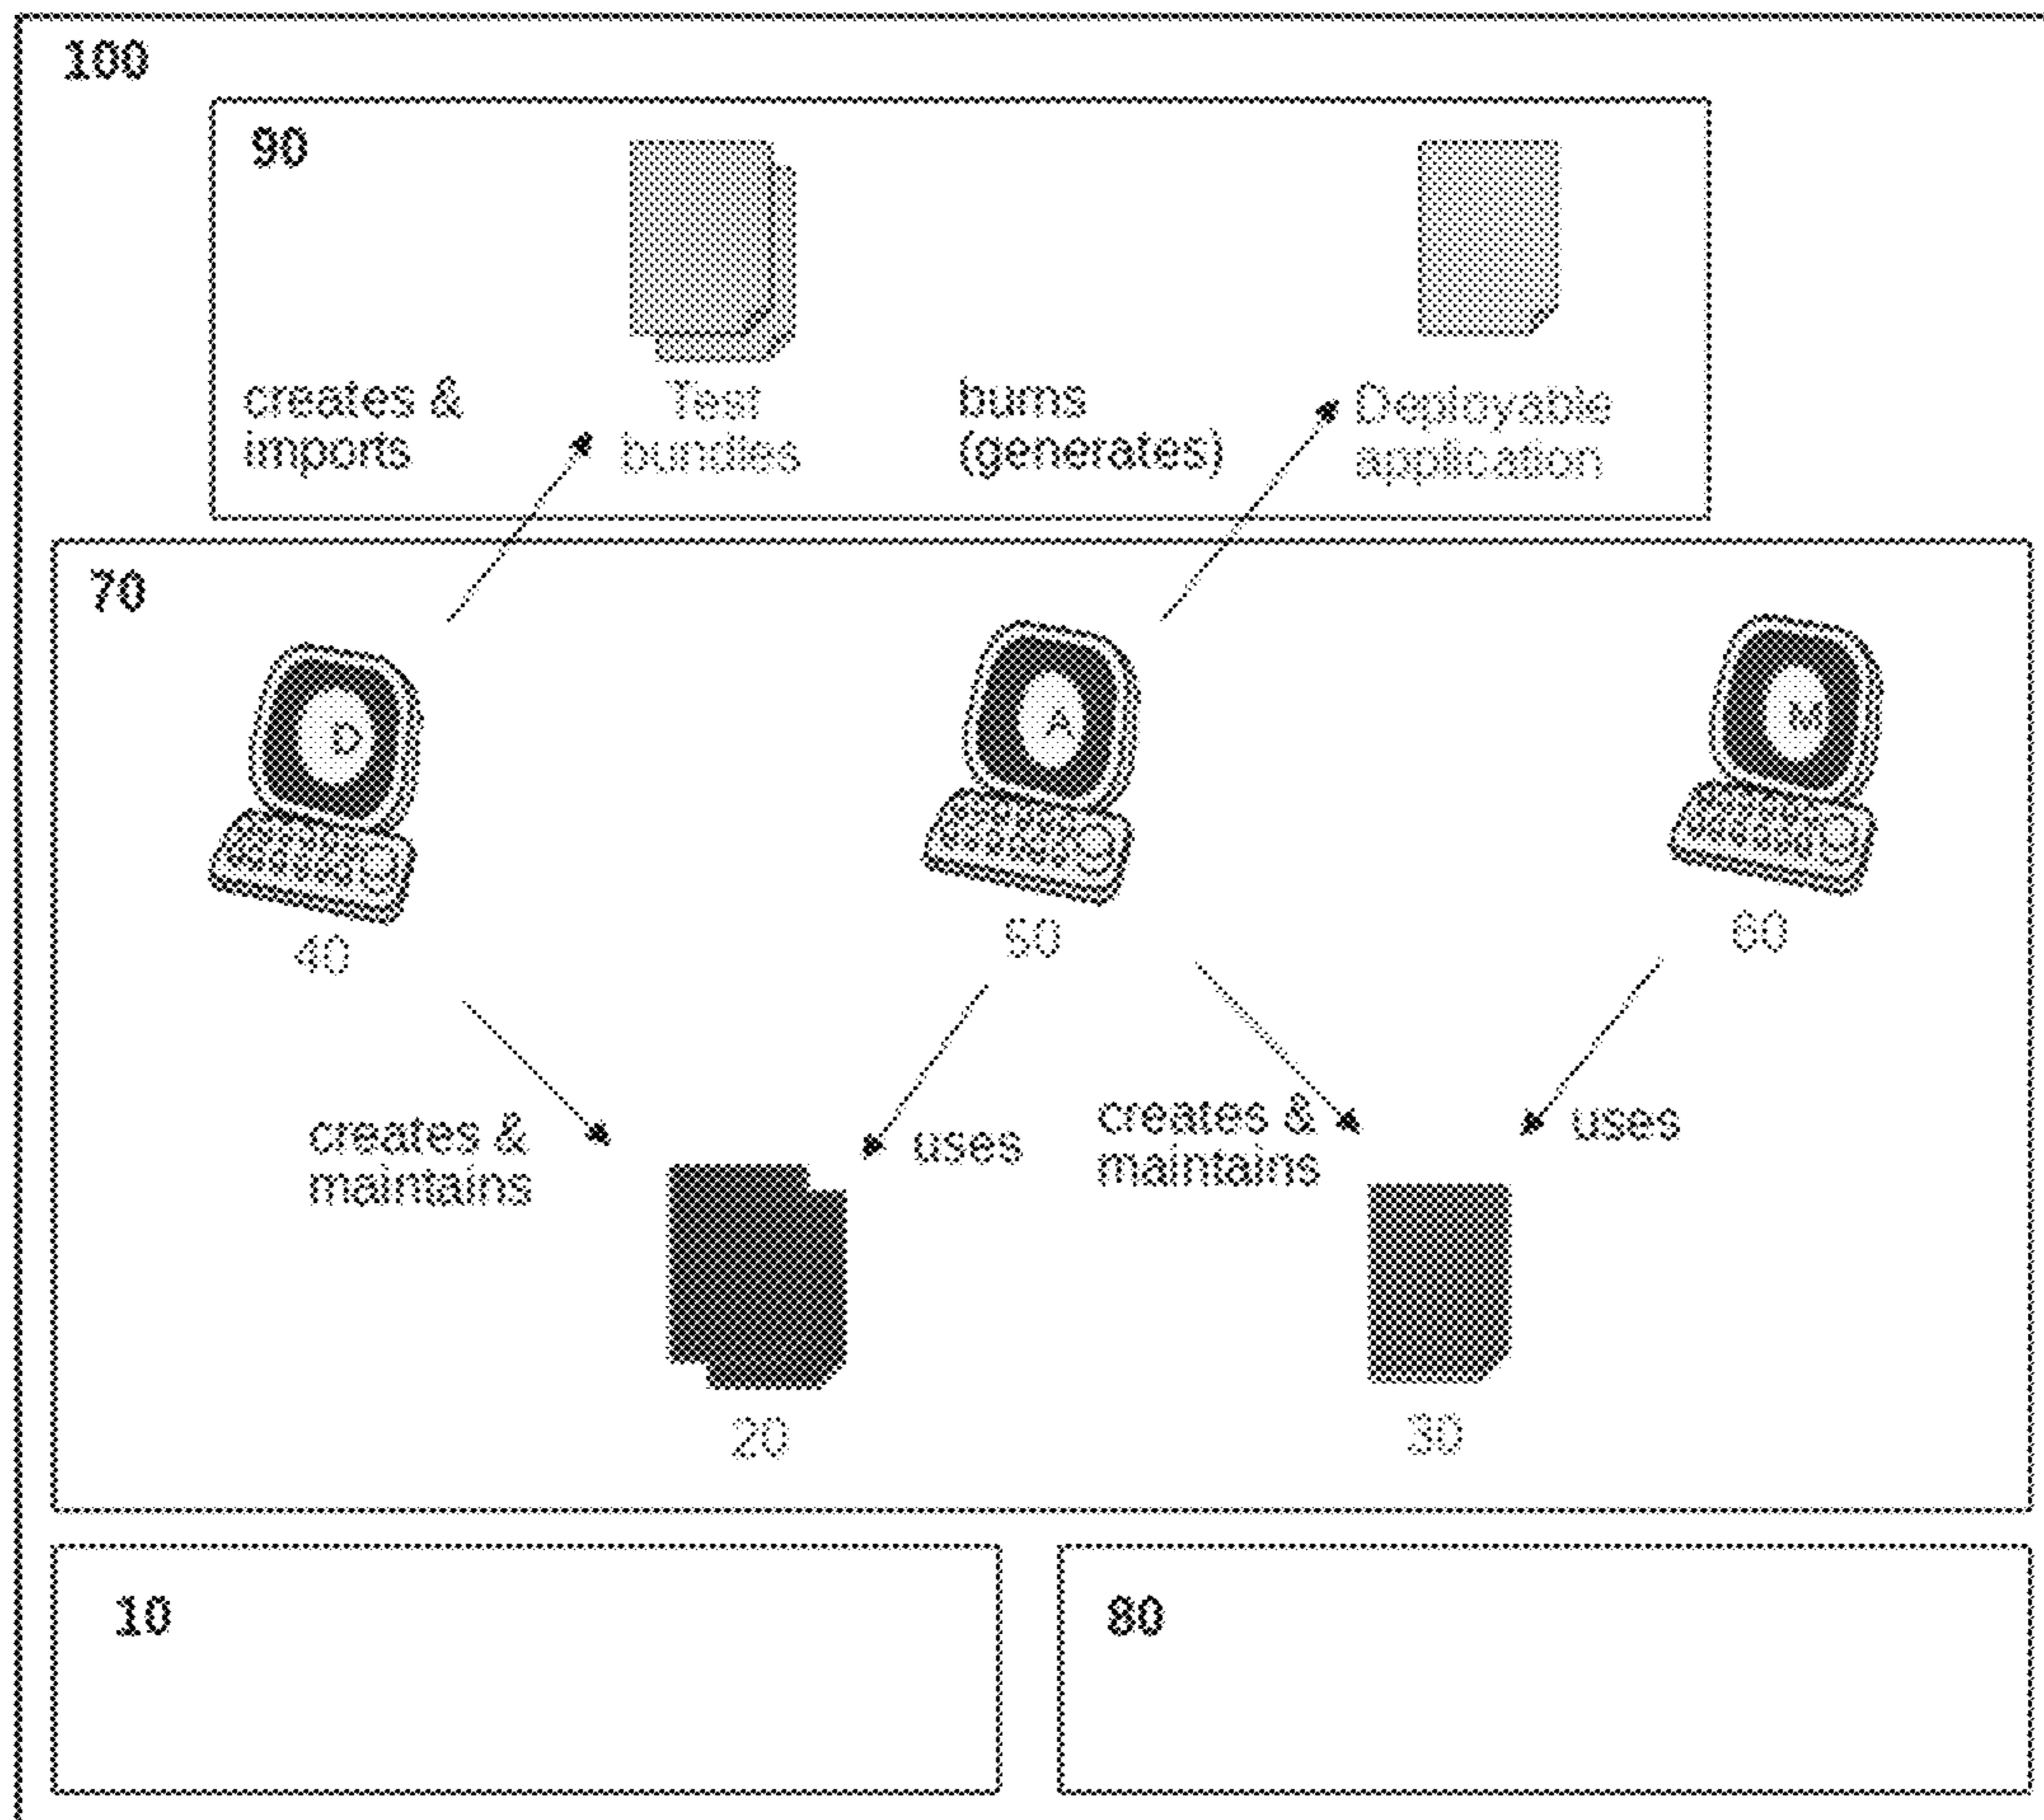 100
90
creates &
imports
Test
bundles
burns
(generates)
Deployable
application
70
D
A
M
40
50
60
creates &
maintains
uses
creates &
maintains
uses
20
30
10
80